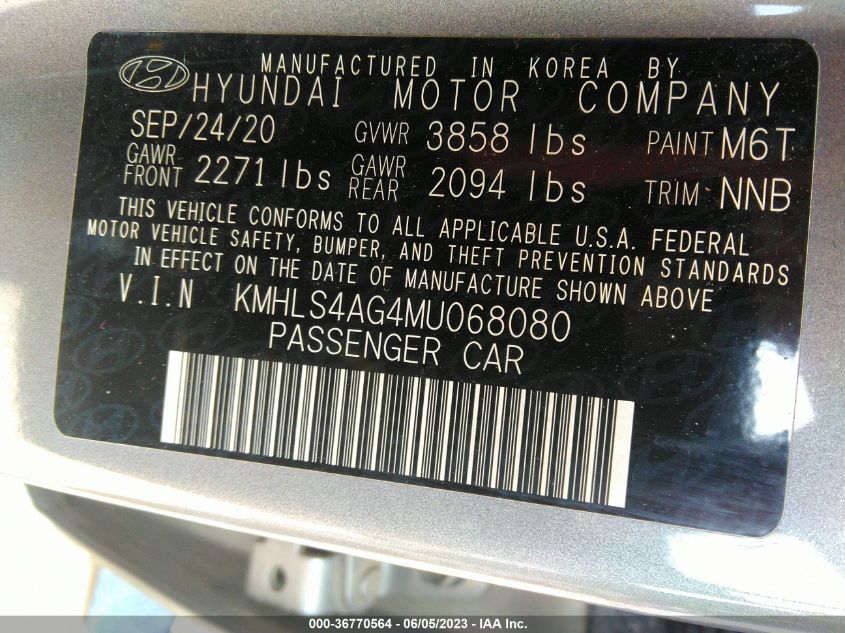 MANUFACTURED IN KOREA BY
HYUNDAI MOTOR COMPANY
SEP/24/20 GVWR 3858 lbs PAINT M6T
GAWR FRONT 2271 lbs GAWR REAR 2094 lbs TRIM NNB
THIS VEHICLE CONFORMS TO ALL APPLICABLE U.S.A. FEDERAL
MOTOR VEHICLE SAFETY, BUMPER, AND THEFT PREVENTION STANDARDS
IN EFFECT ON THE DATE OF MANUFACTURE SHOWN ABOVE
V.I.N KMHLS4AG4MU068080
PASSENGER CAR
000-36770564 - 06/05/2023 - IAA Inc.